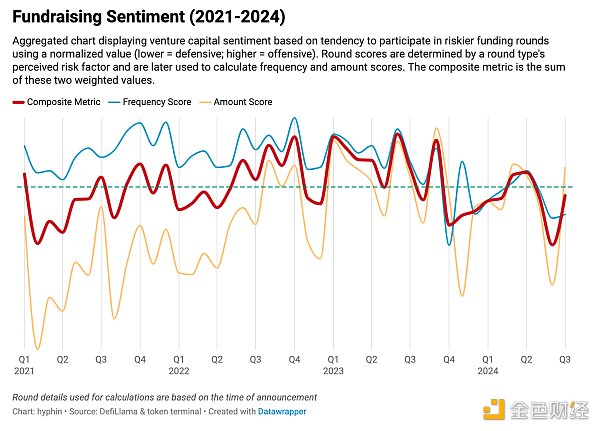 Fundraising Sentiment (2021-2024)
Aggregated chart displaying venture capital sentiment based on tendency to participate in riskier funding rounds
using a normalized value (lower = defensive; higher = offensive). Round scores are determined by a round type's
perceived risk factor and are later used to calculate frequency and amount scores. The composite metric is the sum
of these two weighted values.
Composite Metric Frequency Score Amount Score
Q1 Q2 Q3 Q4 Q1 Q2 Q3 Q4 Q1 Q2 Q3 Q4 Q1 Q2 Q3
2021 2022 2023 2024
Round details used for calculations are based on the time of announcement
Chart: hyphin • Source: DefiLlama & token terminal • Created with Datawrapper
金色财经